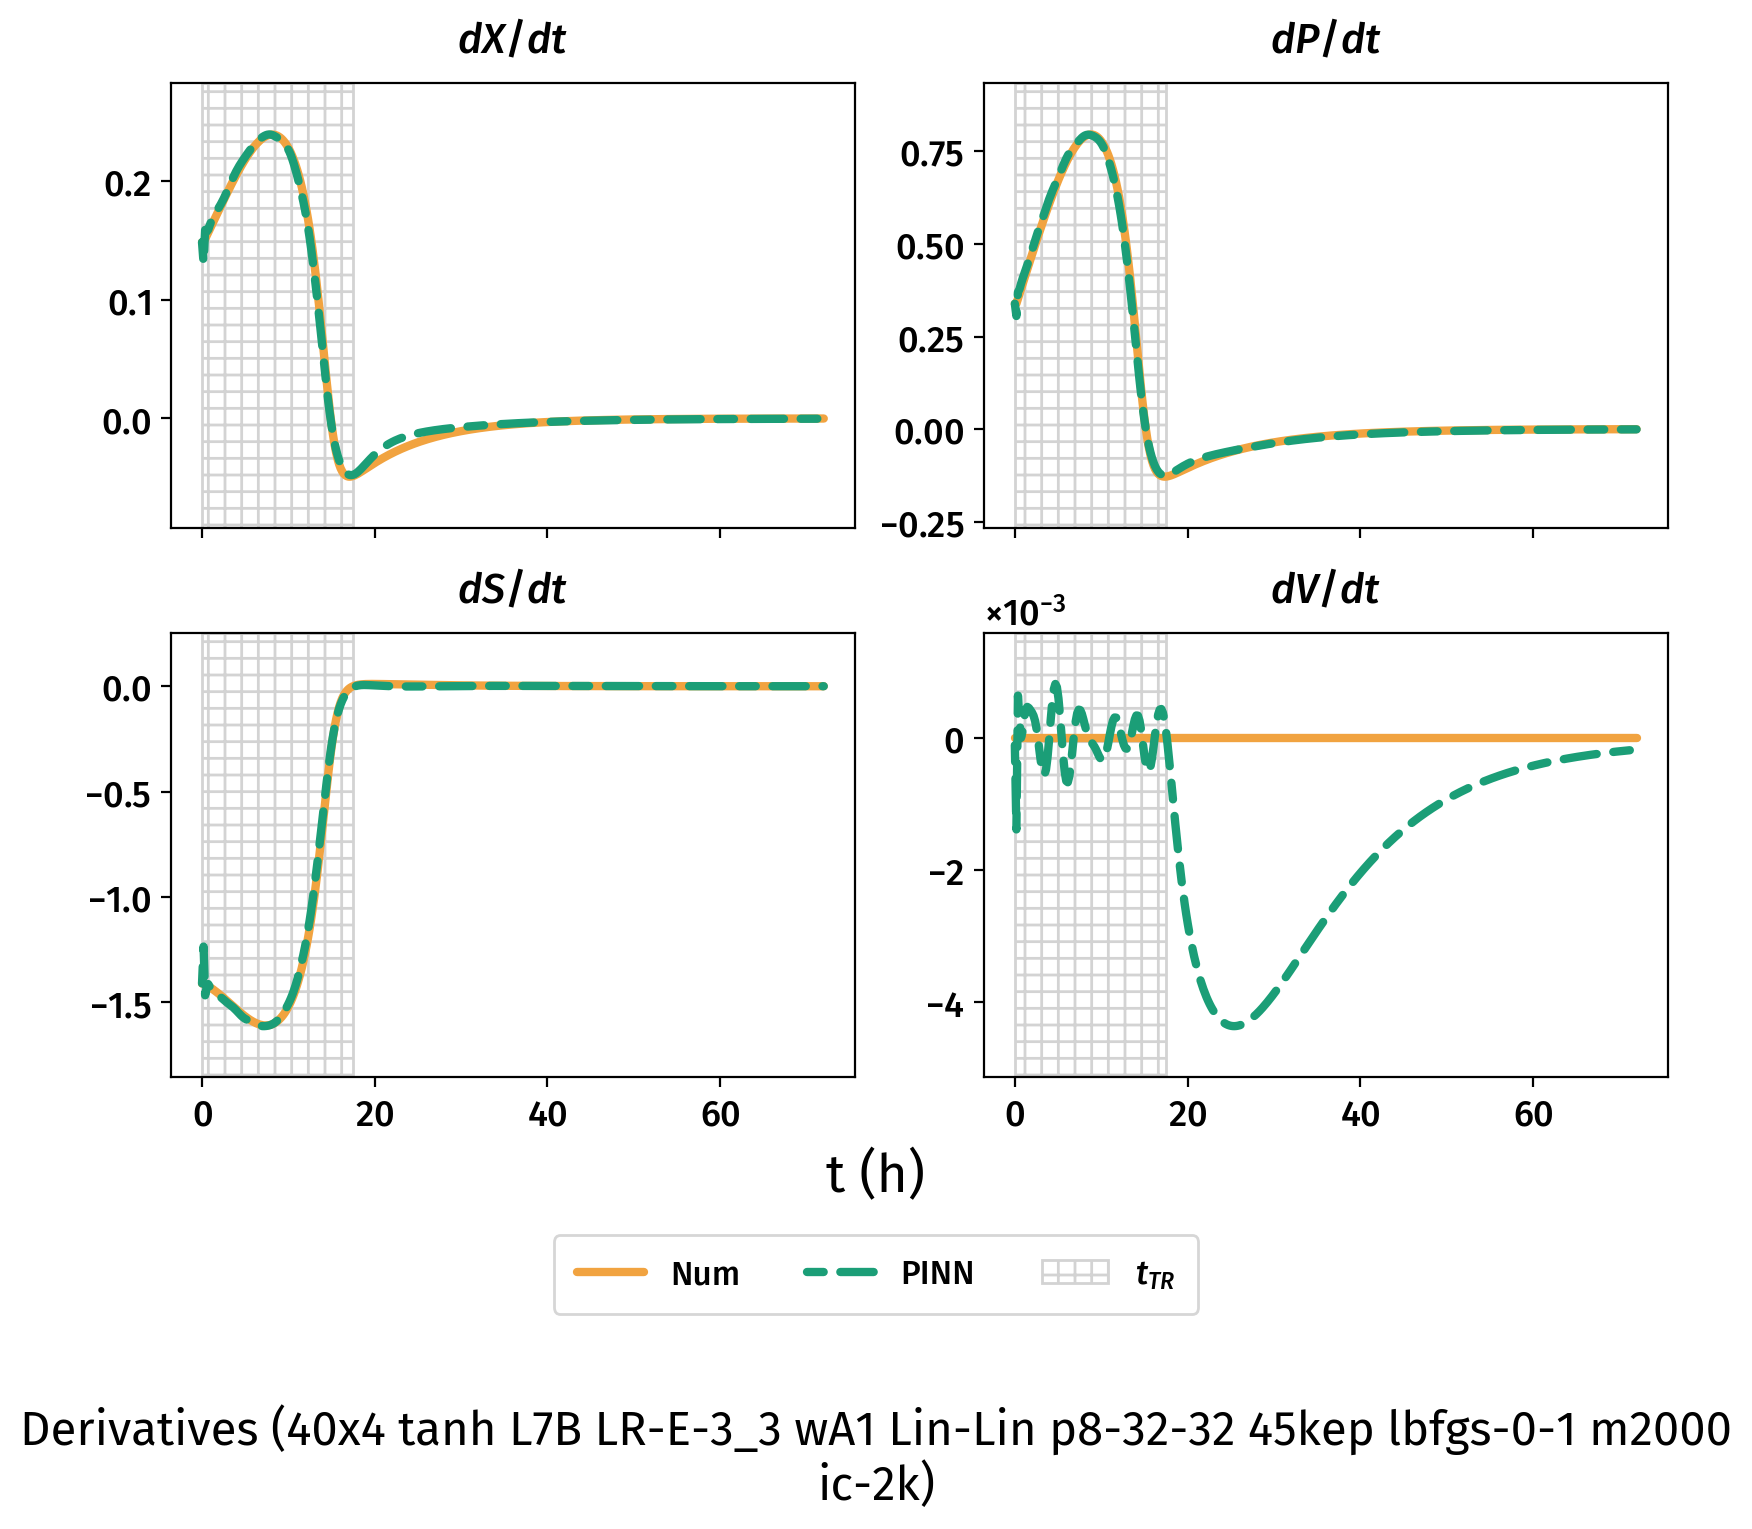 dX/dt
dP/dt
0.2
0.1
0.0
0.75
0.50
0.25
0.00
−0.25
dS/dt
dV/dt
×10⁻³
0.0
−0.5
−1.0
−1.5
0
−2
−4
0 20 40 60
0 20 40 60
t (h)
Num PINN t_TR
Derivatives (40x4 tanh L7B LR-E-3_3 wA1 Lin-Lin p8-32-32 45kep lbfgs-0-1 m2000
ic-2k)